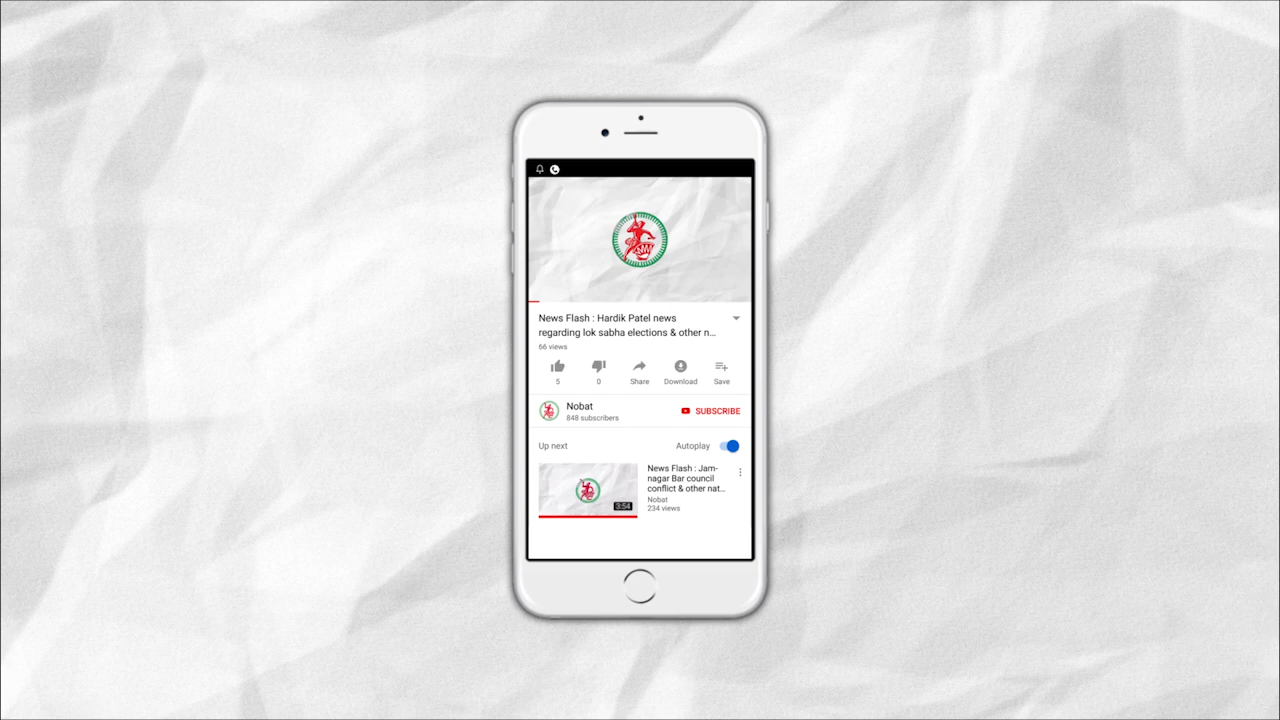 News Flash : Hardik Patel news
regarding lok sabha elections & other n...
66 views
5
0
Share
Download
Save
Nobat
848 subscribers
SUBSCRIBE
Up next
Autoplay
3:54
News Flash : Jam-
nagar Bar council
conflict & other nat...
Nobat
234 views